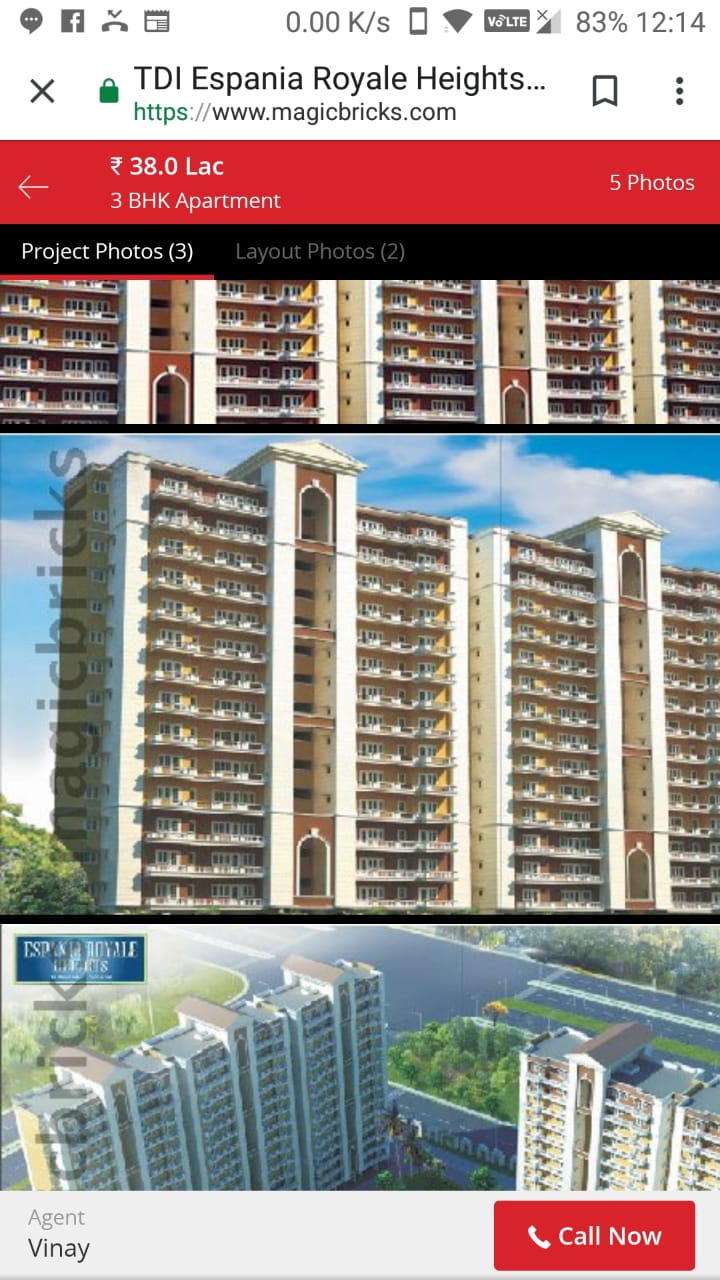 0.00 K/s VoLTE 83% 12:14
TDI Espania Royale Heights...
https://www.magicbricks.com
₹ 38.0 Lac
3 BHK Apartment
5 Photos
Project Photos (3)
Layout Photos (2)
magicbricks
ESPANIA ROYALE
HEIGHTS
Agent
Vinay
Call Now